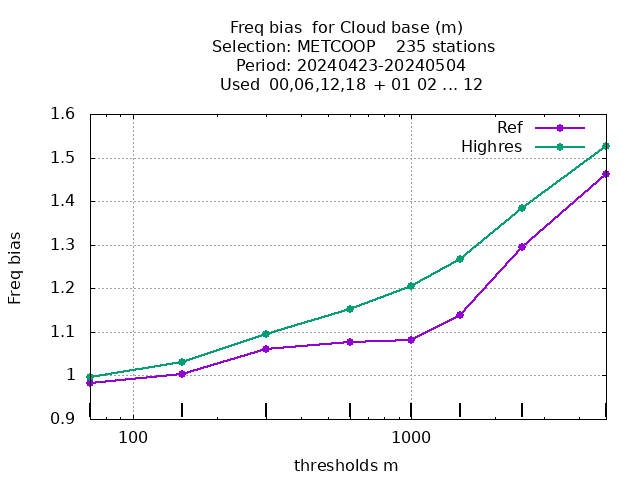 Freq bias  for Cloud base (m)
Selection: METCOOP    235 stations
Period: 20240423-20240504
Used  00,06,12,18  + 01 02 ... 12
1.6
Ref
Highres
1.5
1.4
1.3
1.2
1.1
1
0.9
Freq bias
100
1000
thresholds m